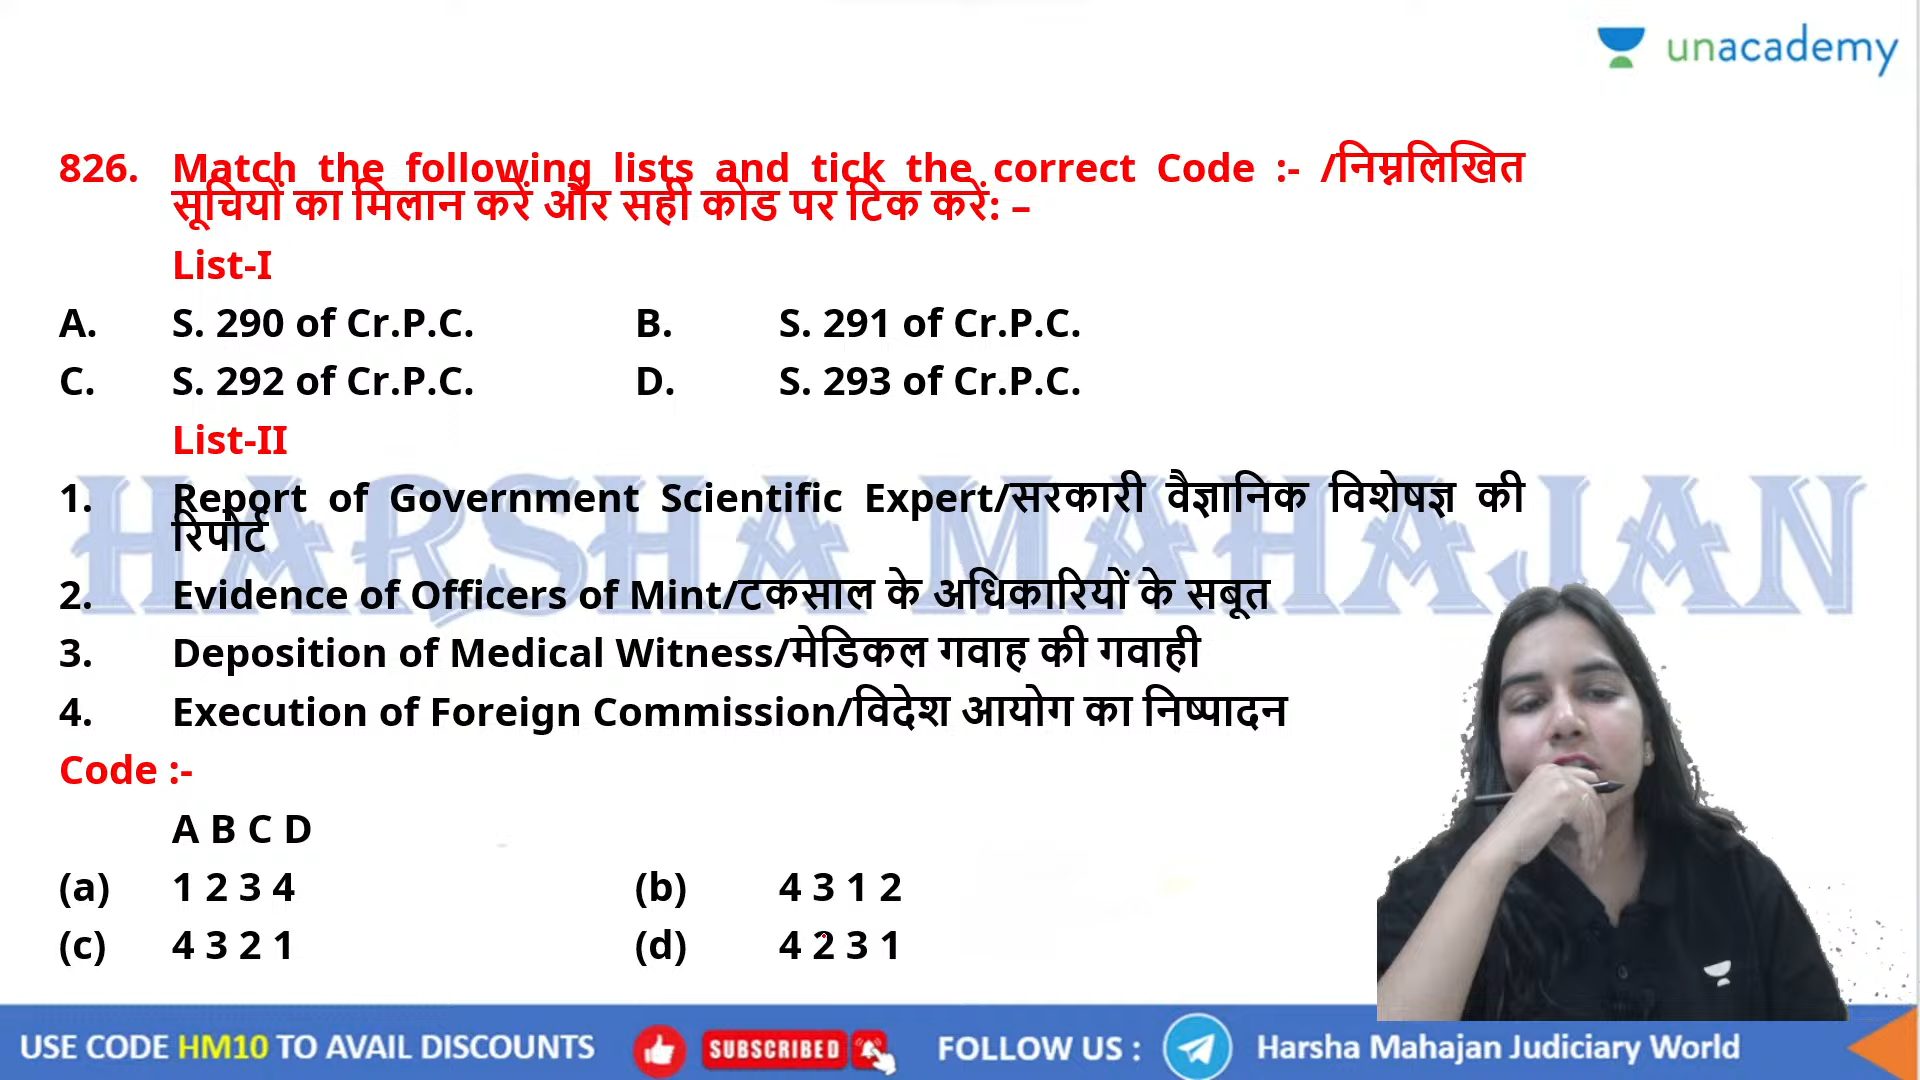 unacademy
826. Match the following lists and tick the correct Code :- /निम्नलिखित
सूचियों का मिलान करें और सही कोड पर टिक करें: –
List-I
A. S. 290 of Cr.P.C. B. S. 291 of Cr.P.C.
C. S. 292 of Cr.P.C. D. S. 293 of Cr.P.C.
List-II
HARSHA MAHAJAN
1. Report of Government Scientific Expert/सरकारी वैज्ञानिक विशेषज्ञ की
रिपोर्ट
2. Evidence of Officers of Mint/टकसाल के अधिकारियों के सबूत
3. Deposition of Medical Witness/मेडिकल गवाह की गवाही
4. Execution of Foreign Commission/विदेश आयोग का निष्पादन
Code :-
A B C D
(a) 1 2 3 4 (b) 4 3 1 2
(c) 4 3 2 1 (d) 4 2 3 1
USE CODE HM10 TO AVAIL DISCOUNTS SUBSCRIBED FOLLOW US : Harsha Mahajan Judiciary World